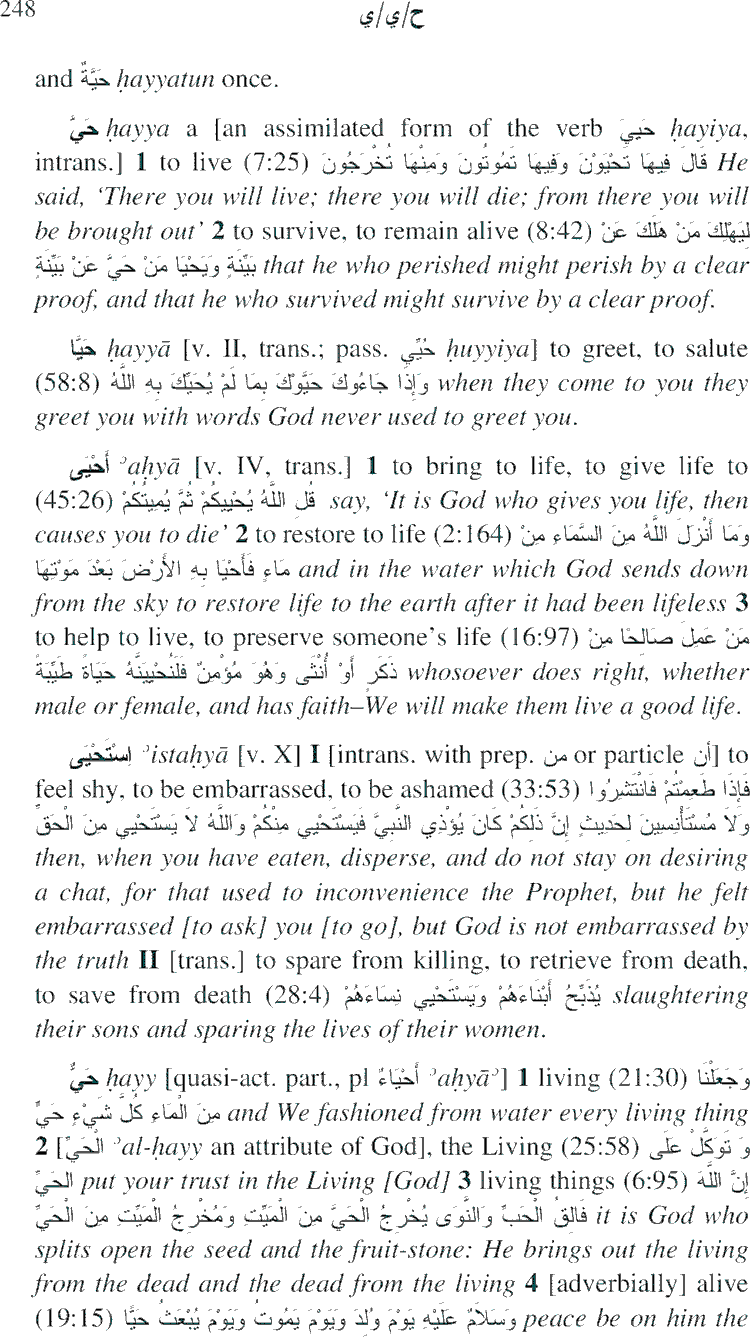 248
ح/ي/ي
and حَيَّةٌ ḥayyatun once.
حَيَّ ḥayya a [an assimilated form of the verb حَيِيَ ḥayiya,
intrans.] 1 to live (7:25) قَالَ فِيهَا تَحْيَوْنَ وَفِيهَا تَمُوتُونَ وَمِنْهَا تُخْرَجُونَ He
said, ‘There you will live; there you will die; from there you will
be brought out’ 2 to survive, to remain alive (8:42) لِيَهْلِكَ مَنْ هَلَكَ عَنْ
بَيِّنَةٍ وَيَحْيَا مَنْ حَيَّ عَنْ بَيِّنَةٍ that he who perished might perish by a clear
proof, and that he who survived might survive by a clear proof.
حَيَّا ḥayyā [v. II, trans.; pass. حُيِّيَ ḥuyyiya] to greet, to salute
(58:8) وَإِذَا جَاءُوكَ حَيَّوْكَ بِمَا لَمْ يُحَيِّكَ بِهِ اللَّهُ when they come to you they
greet you with words God never used to greet you.
أَحْيَى ʾaḥyā [v. IV, trans.] 1 to bring to life, to give life to
(45:26) قُلِ اللَّهُ يُحْيِيكُمْ ثُمَّ يُمِيتُكُمْ say, ‘It is God who gives you life, then
causes you to die’ 2 to restore to life (2:164) وَمَا أَنْزَلَ اللَّهُ مِنَ السَّمَاءِ مِنْ
مَاءٍ فَأَحْيَا بِهِ الأَرْضَ بَعْدَ مَوْتِهَا and in the water which God sends down
from the sky to restore life to the earth after it had been lifeless 3
to help to live, to preserve someone’s life (16:97) مَنْ عَمِلَ صَالِحًا مِنْ
ذَكَرٍ أَوْ أُنْثَى وَهُوَ مُؤْمِنٌ فَلَنُحْيِيَنَّهُ حَيَاةً طَيِّبَةً whosoever does right, whether
male or female, and has faith–We will make them live a good life.
اِسْتَحْيَى ʾistaḥyā [v. X] I [intrans. with prep. من or particle أن] to
feel shy, to be embarrassed, to be ashamed (33:53) فَإِذَا طَعِمْتُمْ فَانْتَشِرُوا
وَلَا مُسْتَأْنِسِينَ لِحَدِيثٍ إِنَّ ذَلِكُمْ كَانَ يُؤْذِي النَّبِيَّ فَيَسْتَحْيِي مِنْكُمْ وَاللَّهُ لَا يَسْتَحْيِي مِنَ الْحَقِّ
then, when you have eaten, disperse, and do not stay on desiring
a chat, for that used to inconvenience the Prophet, but he felt
embarrassed [to ask] you [to go], but God is not embarrassed by
the truth II [trans.] to spare from killing, to retrieve from death,
to save from death (28:4) يُذَبِّحُ أَبْنَاءَهُمْ وَيَسْتَحْيِي نِسَاءَهُمْ slaughtering
their sons and sparing the lives of their women.
حَيٌّ ḥayy [quasi-act. part., pl أَحْيَاءٌ ʾaḥyāʾ] 1 living (21:30) وَجَعَلْنَا
مِنَ الْمَاءِ كُلَّ شَيْءٍ حَيٍّ and We fashioned from water every living thing
2 [الْحَيِّ ʾal-ḥayy an attribute of God], the Living (25:58) وَ تَوَكَّلْ عَلَى
الحَيِّ put your trust in the Living [God] 3 living things (6:95) إِنَّ اللَّهَ
فَالِقُ الْحَبِّ وَالنَّوَى يُخْرِجُ الْحَيَّ مِنَ الْمَيِّتِ وَمُخْرِجُ الْمَيِّتِ مِنَ الْحَيِّ it is God who
splits open the seed and the fruit-stone: He brings out the living
from the dead and the dead from the living 4 [adverbially] alive
(19:15) وَسَلَامٌ عَلَيْهِ يَوْمَ وُلِدَ وَيَوْمَ يَمُوتُ وَيَوْمَ يُبْعَثُ حَيًّا peace be on him the